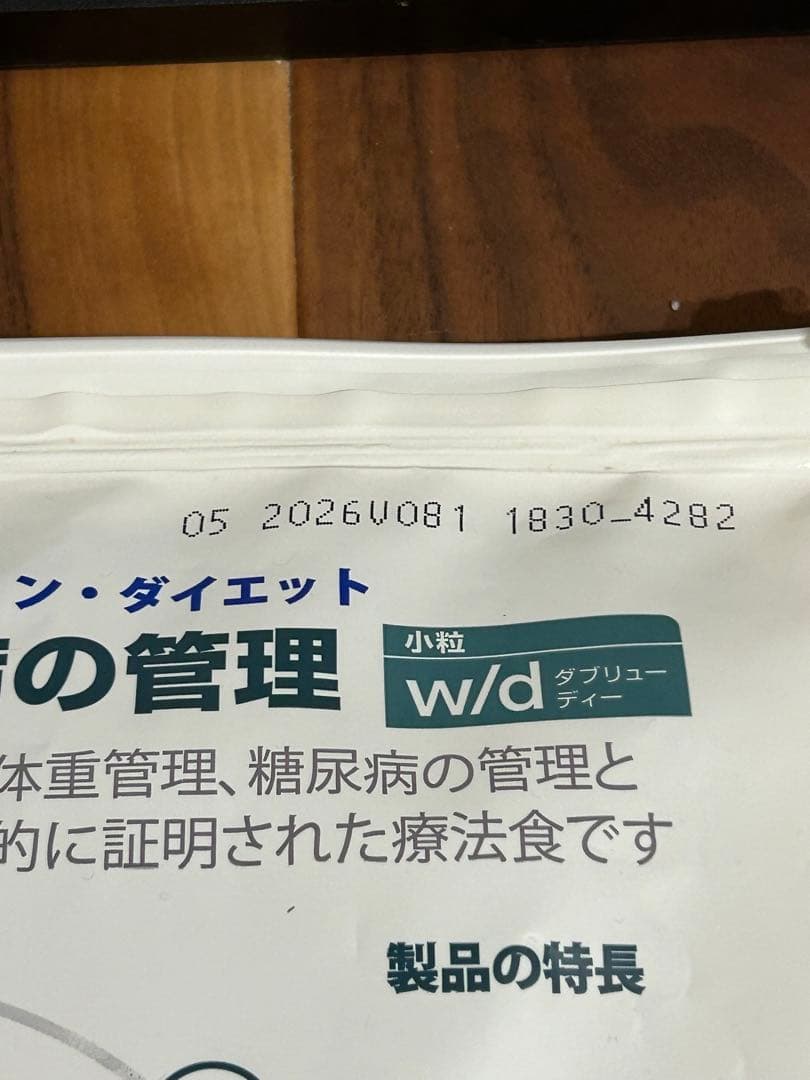 05 2026V081 1830_4282
ン・ダイエット
の管理
小粒
w/d
ダブリュー
ディー
体重管理、糖尿病の管理と
的に証明された療法食です
製品の特長